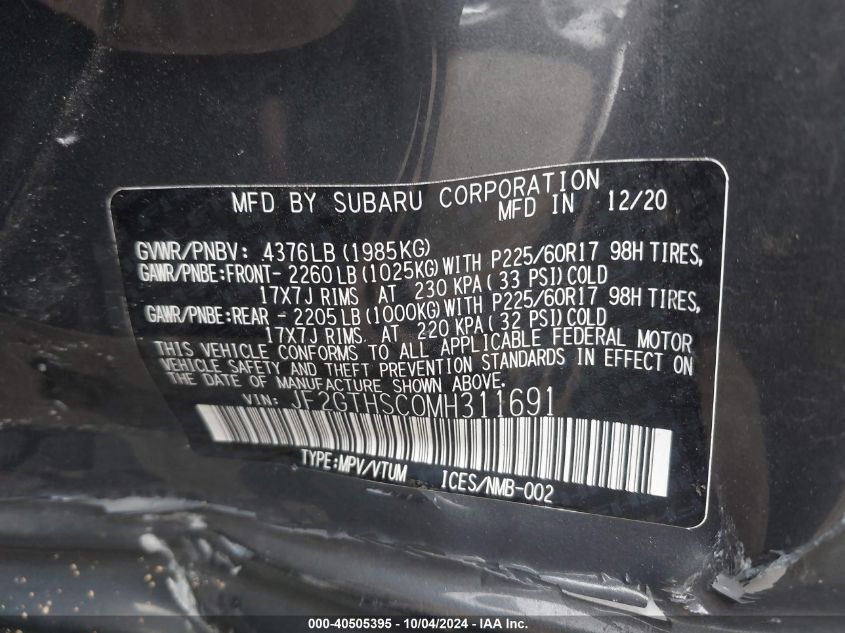 MFD BY SUBARU CORPORATION
MFD IN 12/20
GVWR/PNBV: 4376LB (1985KG)
GAWR/PNBE:FRONT- 2260 LB (1025KG) WITH P225/60R17 98H TIRES,
17X7J RIMS AT 230 KPA( 33 PSI) COLD
GAWR/PNBE:REAR - 2205 LB (1000KG) WITH P225/60R17 98H TIRES,
17X7J RIMS AT 220 KPA( 32 PSI) COLD
THIS VEHICLE CONFORMS TO ALL APPLICABLE FEDERAL MOTOR
VEHICLE SAFETY AND THEFT PREVENTION STANDARDS IN EFFECT ON
THE DATE OF MANUFACTURE SHOWN ABOVE.
VIN: JF2GTHSC0MH311691
TYPE:MPV/VTUM ICES/NMB-002
000-40505395 - 10/04/2024 - IAA Inc.